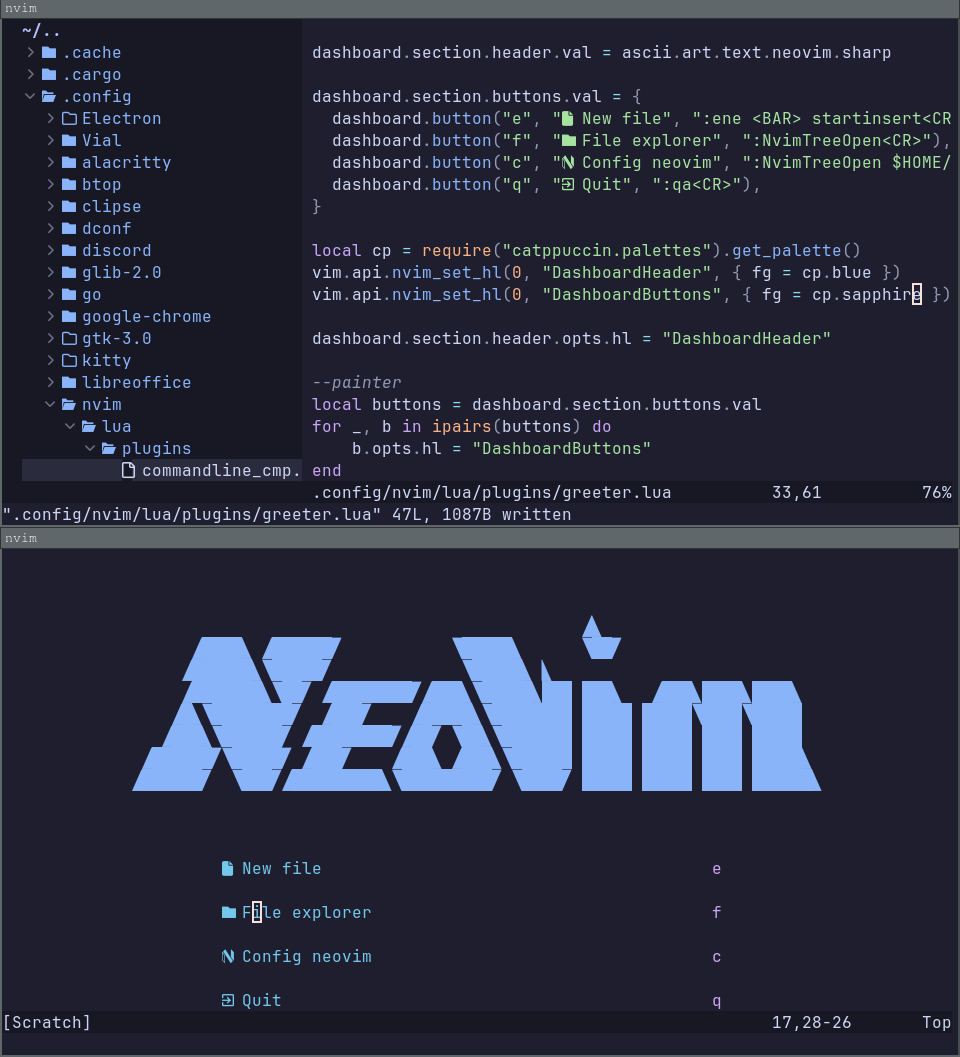 nvim
~/..
.cache
.cargo
.config
Electron
Vial
alacritty
btop
clipse
dconf
discord
glib-2.0
go
google-chrome
gtk-3.0
kitty
libreoffice
nvim
lua
plugins
commandline_cmp.
dashboard.section.header.val = ascii.art.text.neovim.sharp
dashboard.section.buttons.val = {
dashboard.button("e", " New file", ":ene <BAR> startinsert<CR
dashboard.button("f", " File explorer", ":NvimTreeOpen<CR>"),
dashboard.button("c", " Config neovim", ":NvimTreeOpen $HOME/
dashboard.button("q", " Quit", ":qa<CR>"),
}
local cp = require("catppuccin.palettes").get_palette()
vim.api.nvim_set_hl(0, "DashboardHeader", { fg = cp.blue })
vim.api.nvim_set_hl(0, "DashboardButtons", { fg = cp.sapphire })
dashboard.section.header.opts.hl = "DashboardHeader"
--painter
local buttons = dashboard.section.buttons.val
for _, b in ipairs(buttons) do
b.opts.hl = "DashboardButtons"
end
.config/nvim/lua/plugins/greeter.lua 33,61 76%
".config/nvim/lua/plugins/greeter.lua" 47L, 1087B written
nvim
NeoVim
New file e
File explorer f
Config neovim c
Quit q
[Scratch] 17,28-26 Top